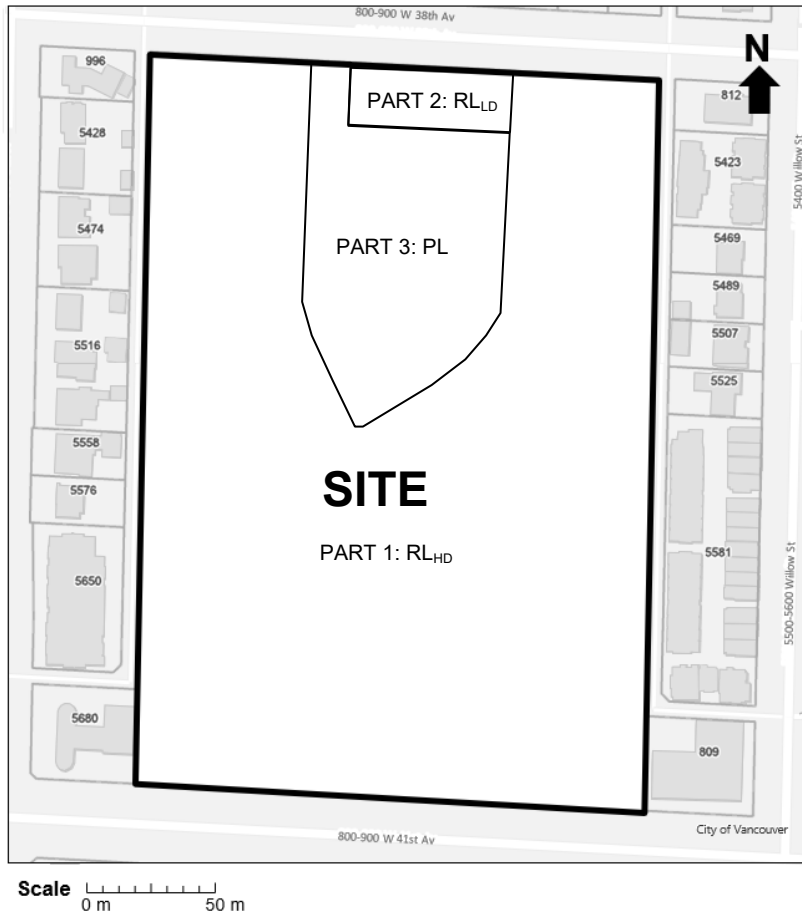 800-900 W 38th Av
N
996
812
PART 2: RLLD
5428
5423
5400 Willow St
5474
5469
PART 3: PL
5489
5516
5507
5525
5558
SITE
5576
PART 1: RLHD
5581
5650
5500-5600 Willow St
5680
809
City of Vancouver
800-900 W 41st Av
Scale
0 m 50 m